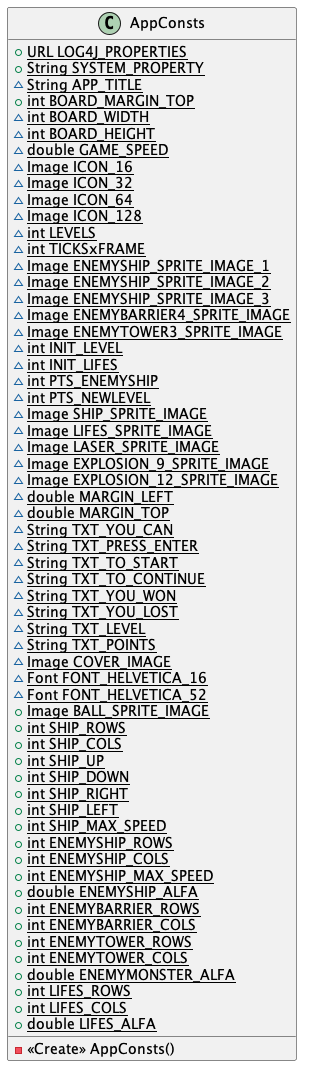 C AppConsts
URL LOG4J_PROPERTIES
String SYSTEM_PROPERTY
String APP_TITLE
int BOARD_MARGIN_TOP
int BOARD_WIDTH
int BOARD_HEIGHT
double GAME_SPEED
Image ICON_16
Image ICON_32
Image ICON_64
Image ICON_128
int LEVELS
int TICKSxFRAME
Image ENEMYSHIP_SPRITE_IMAGE_1
Image ENEMYSHIP_SPRITE_IMAGE_2
Image ENEMYSHIP_SPRITE_IMAGE_3
Image ENEMYBARRIER4_SPRITE_IMAGE
Image ENEMYTOWER3_SPRITE_IMAGE
int INIT_LEVEL
int INIT_LIFES
int PTS_ENEMYSHIP
int PTS_NEWLEVEL
Image SHIP_SPRITE_IMAGE
Image LIFES_SPRITE_IMAGE
Image LASER_SPRITE_IMAGE
Image EXPLOSION_9_SPRITE_IMAGE
Image EXPLOSION_12_SPRITE_IMAGE
double MARGIN_LEFT
double MARGIN_TOP
String TXT_YOU_CAN
String TXT_PRESS_ENTER
String TXT_TO_START
String TXT_TO_CONTINUE
String TXT_YOU_WON
String TXT_YOU_LOST
String TXT_LEVEL
String TXT_POINTS
Image COVER_IMAGE
Font FONT_HELVETICA_16
Font FONT_HELVETICA_52
Image BALL_SPRITE_IMAGE
int SHIP_ROWS
int SHIP_COLS
int SHIP_UP
int SHIP_DOWN
int SHIP_RIGHT
int SHIP_LEFT
int SHIP_MAX_SPEED
int ENEMYSHIP_ROWS
int ENEMYSHIP_COLS
int ENEMYSHIP_MAX_SPEED
double ENEMYSHIP_ALFA
int ENEMYBARRIER_ROWS
int ENEMYBARRIER_COLS
int ENEMYTOWER_ROWS
int ENEMYTOWER_COLS
double ENEMYMONSTER_ALFA
int LIFES_ROWS
int LIFES_COLS
double LIFES_ALFA
«Create» AppConsts()